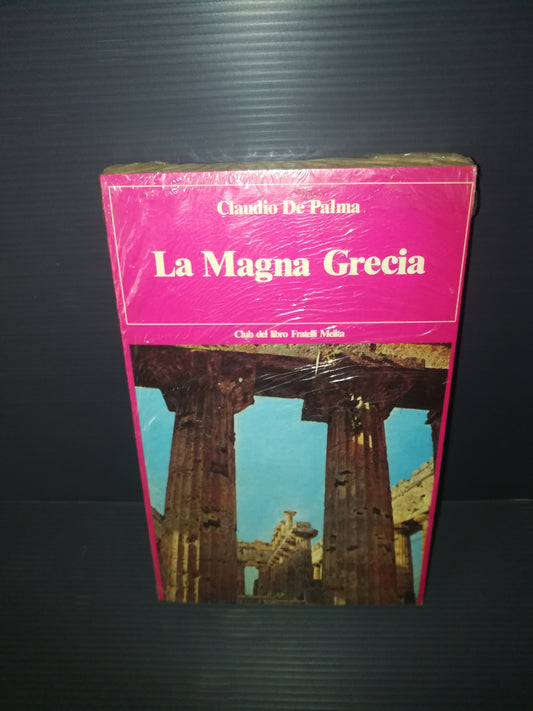 Claudio De Palma
La Magna Grecia
Club del libro Fratelli Melita